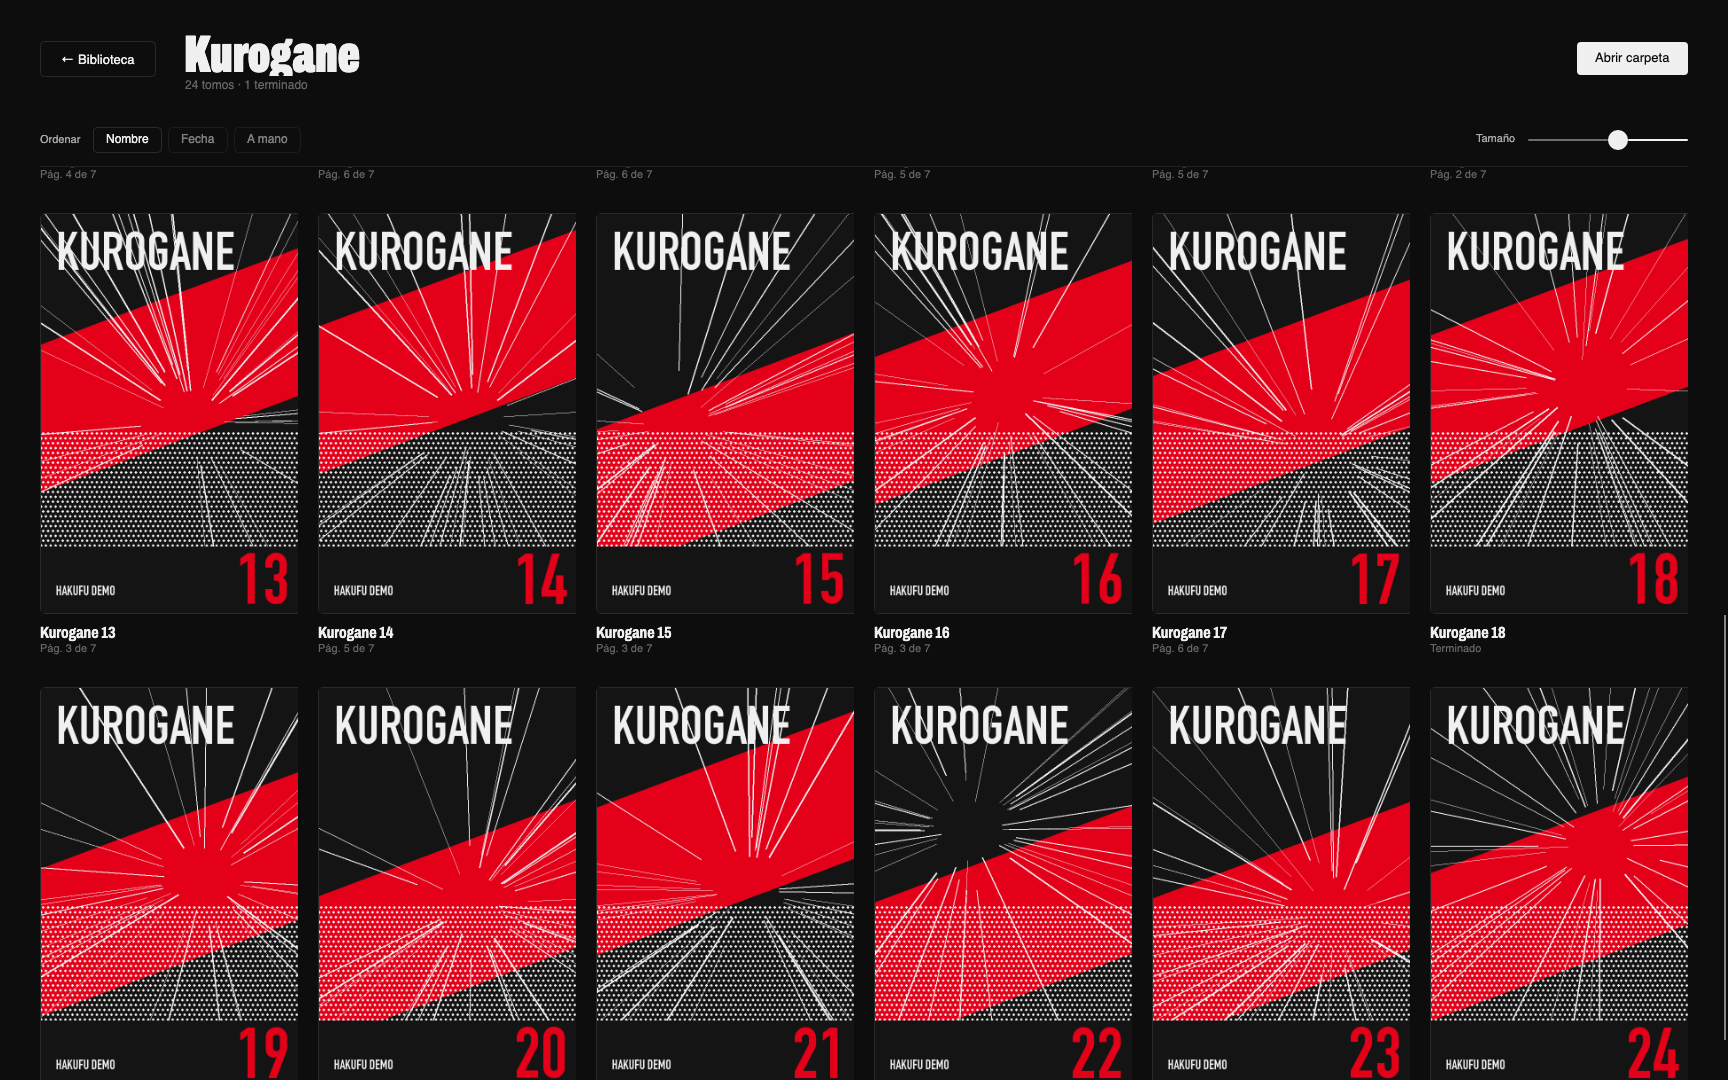 ← Biblioteca
Kurogane
24 tomos · 1 terminado
Abrir carpeta
Ordenar
Nombre
Fecha
A mano
Tamaño
Pág. 4 de 7
Pág. 6 de 7
Pág. 6 de 7
Pág. 5 de 7
Pág. 5 de 7
Pág. 2 de 7
KUROGANE
HAKUFU DEMO
13
Kurogane 13
Pág. 3 de 7
KUROGANE
HAKUFU DEMO
14
Kurogane 14
Pág. 5 de 7
KUROGANE
HAKUFU DEMO
15
Kurogane 15
Pág. 3 de 7
KUROGANE
HAKUFU DEMO
16
Kurogane 16
Pág. 3 de 7
KUROGANE
HAKUFU DEMO
17
Kurogane 17
Pág. 6 de 7
KUROGANE
HAKUFU DEMO
18
Kurogane 18
Terminado
KUROGANE
HAKUFU DEMO
19
KUROGANE
HAKUFU DEMO
20
KUROGANE
HAKUFU DEMO
21
KUROGANE
HAKUFU DEMO
22
KUROGANE
HAKUFU DEMO
23
KUROGANE
HAKUFU DEMO
24